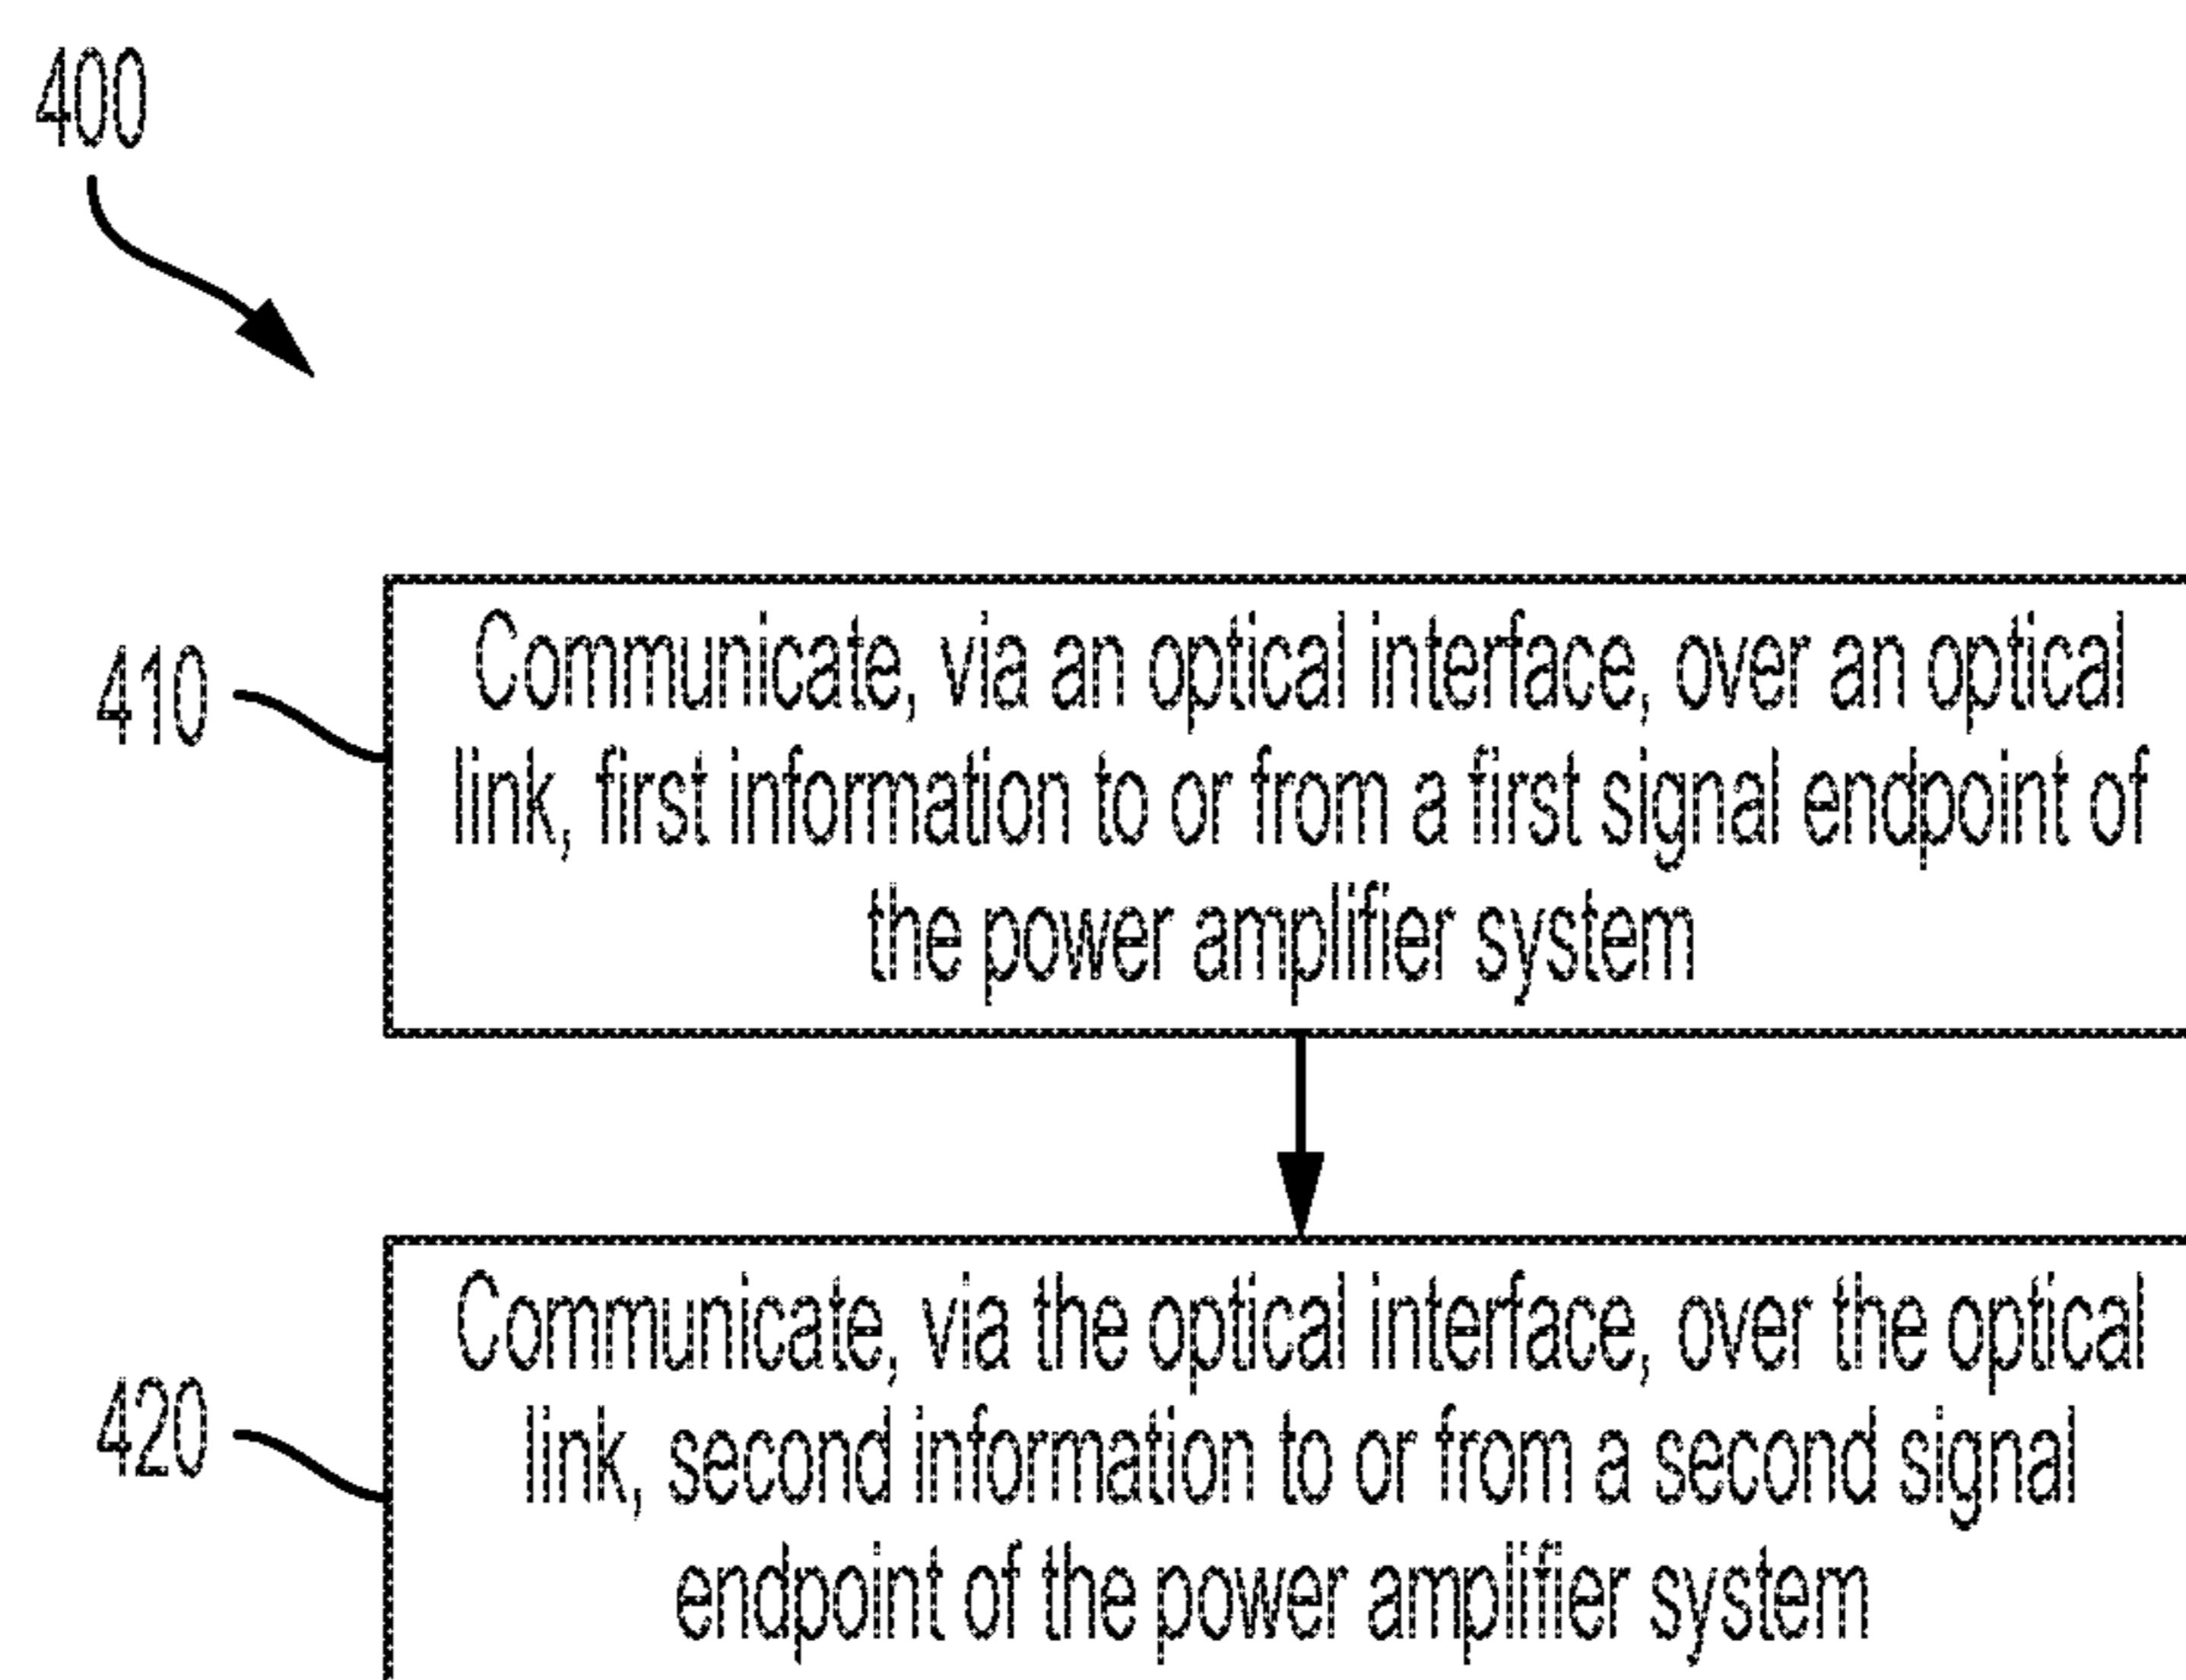 400
410
Communicate, via an optical interface, over an optical
link, first information to or from a first signal endpoint of
the power amplifier system
420
Communicate, via the optical interface, over the optical
link, second information to or from a second signal
endpoint of the power amplifier system